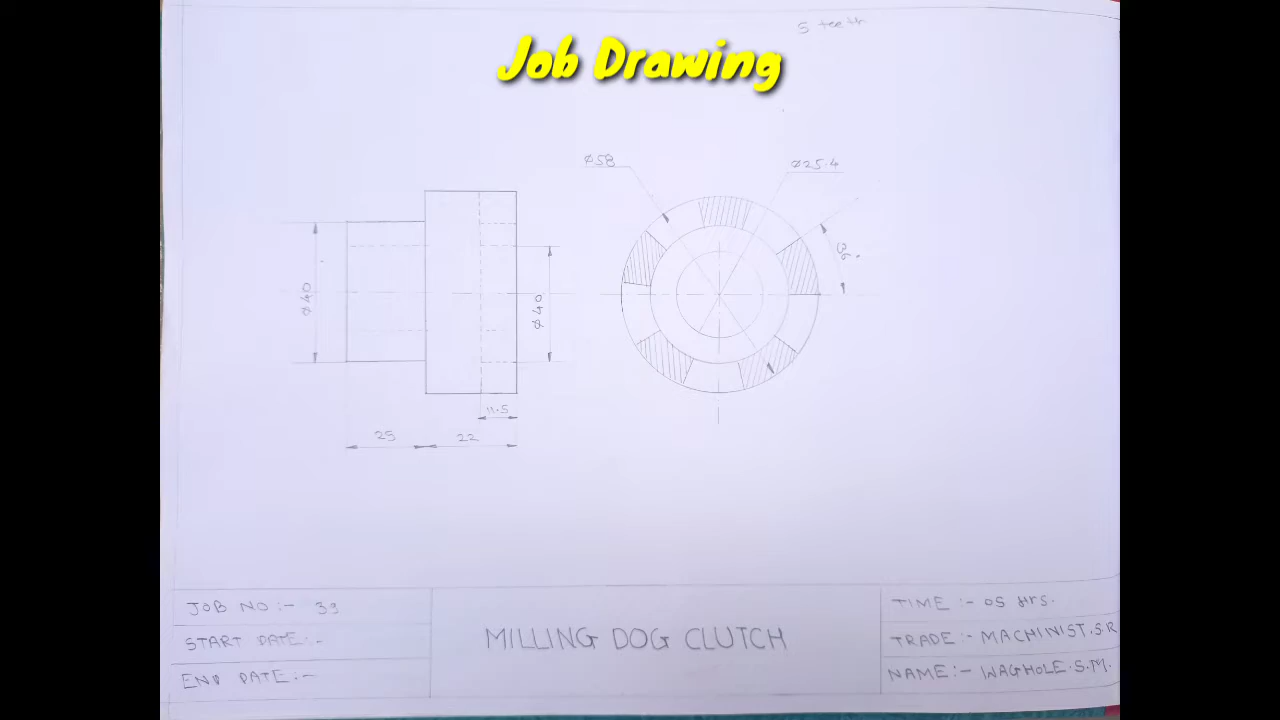 5 teeth
Job Drawing
Ø58
Ø25.4
36°
Ø40
Ø40
11.5
25
22
JOB NO :- 39
START DATE :-
END DATE :-
MILLING DOG CLUTCH
TIME :- 05 Hrs.
TRADE :- MACHINIST.S.R
NAME :- WAGHOLE.S.M.